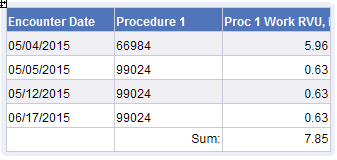 Encounter Date Procedure 1 Proc 1 Work RVU,
05/04/2015 66984 5.96
05/05/2015 99024 0.63
05/12/2015 99024 0.63
06/17/2015 99024 0.63
Sum: 7.85